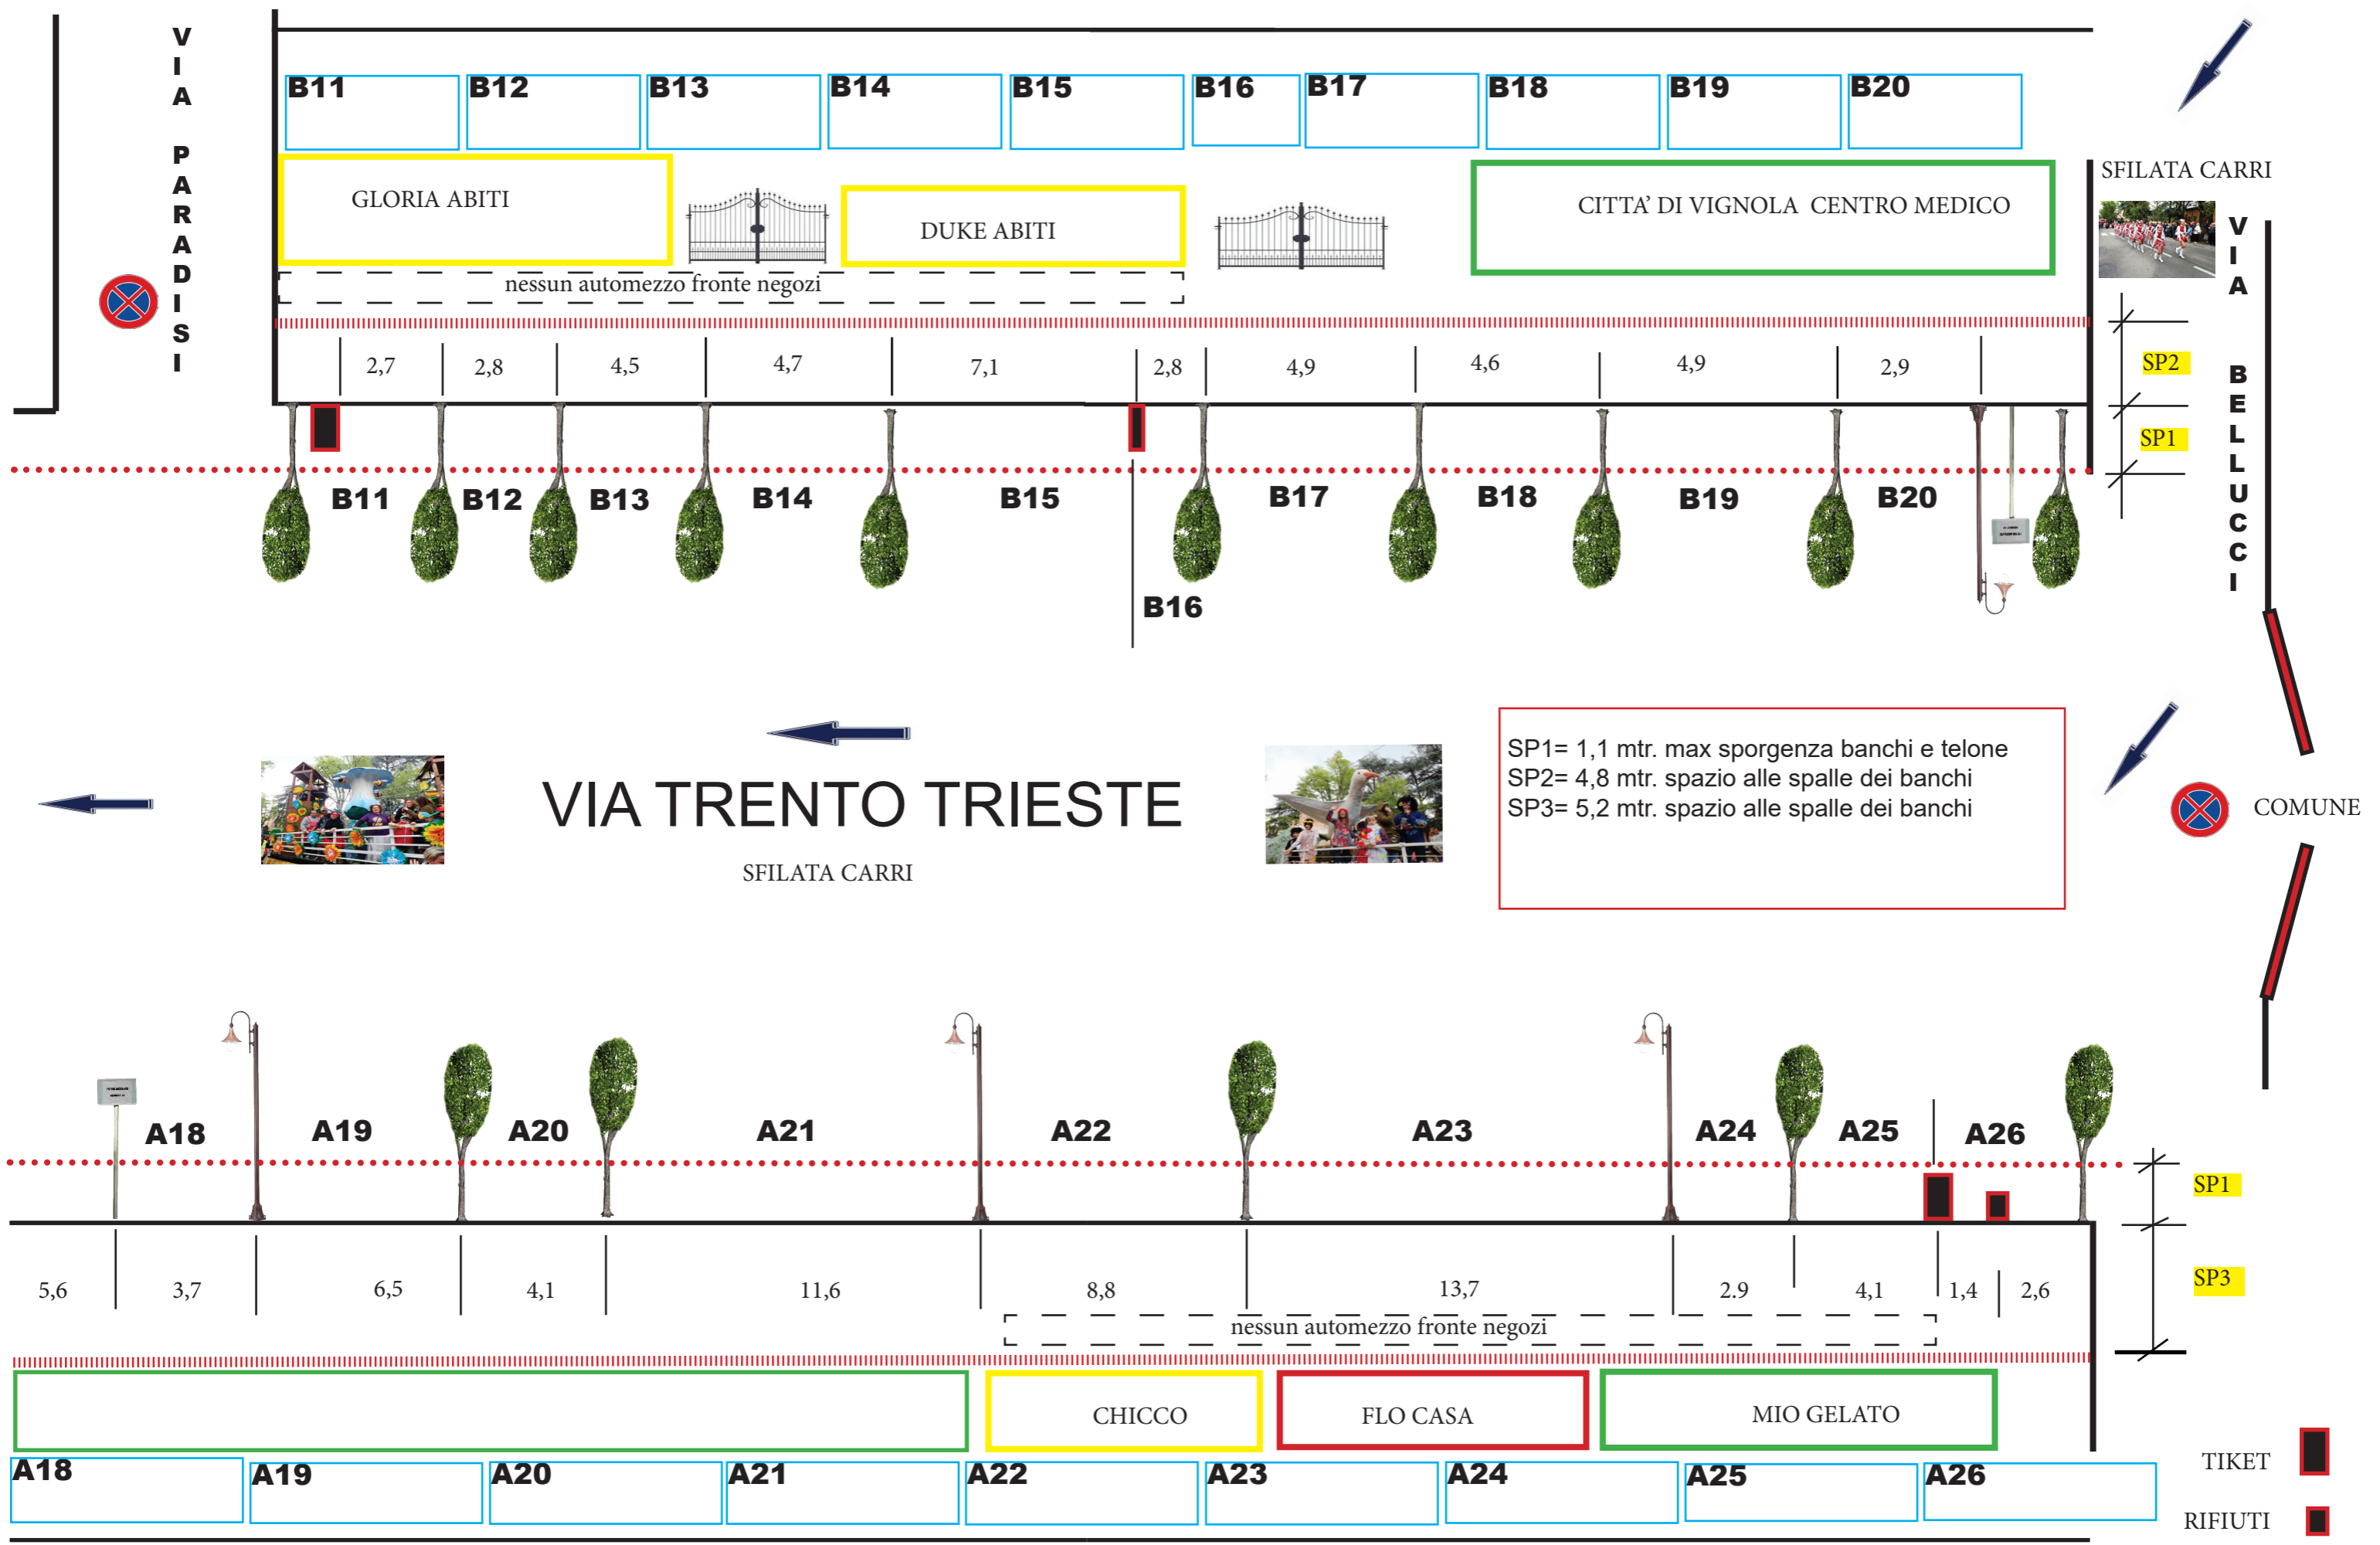 VIA PARADISI
B11 B12 B13 B14 B15 B16 B17 B18 B19 B20
SFILATA CARRI
GLORIA ABITI
DUKE ABITI
CITTA' DI VIGNOLA CENTRO MEDICO
VIA BELLUCCI
nessun automezzo fronte negozi
2,7 2,8 4,5 4,7 7,1 2,8 4,9 4,6 4,9 2,9
SP2
SP1
B11 B12 B13 B14 B15 B17 B18 B19 B20
B16
SP1= 1,1 mtr. max sporgenza banchi e telone
SP2= 4,8 mtr. spazio alle spalle dei banchi
SP3= 5,2 mtr. spazio alle spalle dei banchi
VIA TRENTO TRIESTE
SFILATA CARRI
COMUNE
A18 A19 A20 A21 A22 A23 A24 A25 A26
SP1
5,6 3,7 6,5 4,1 11,6 8,8 13,7 2.9 4,1 1,4 2,6
SP3
nessun automezzo fronte negozi
CHICCO
FLO CASA
MIO GELATO
A18 A19 A20 A21 A22 A23 A24 A25 A26
TIKET
RIFIUTI